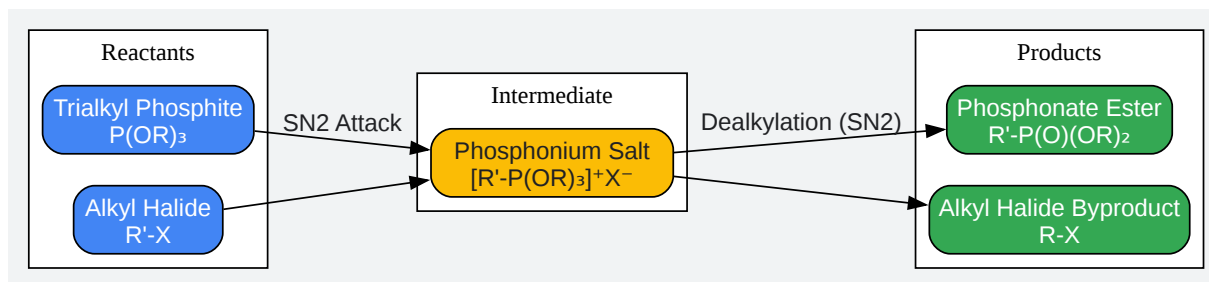 Reactants
Trialkyl Phosphite
P(OR)₃
Alkyl Halide
R'-X
SN2 Attack
Intermediate
Phosphonium Salt
[R'-P(OR)₃]⁺X⁻
Dealkylation (SN2)
Products
Phosphonate Ester
R'-P(O)(OR)₂
Alkyl Halide Byproduct
R-X